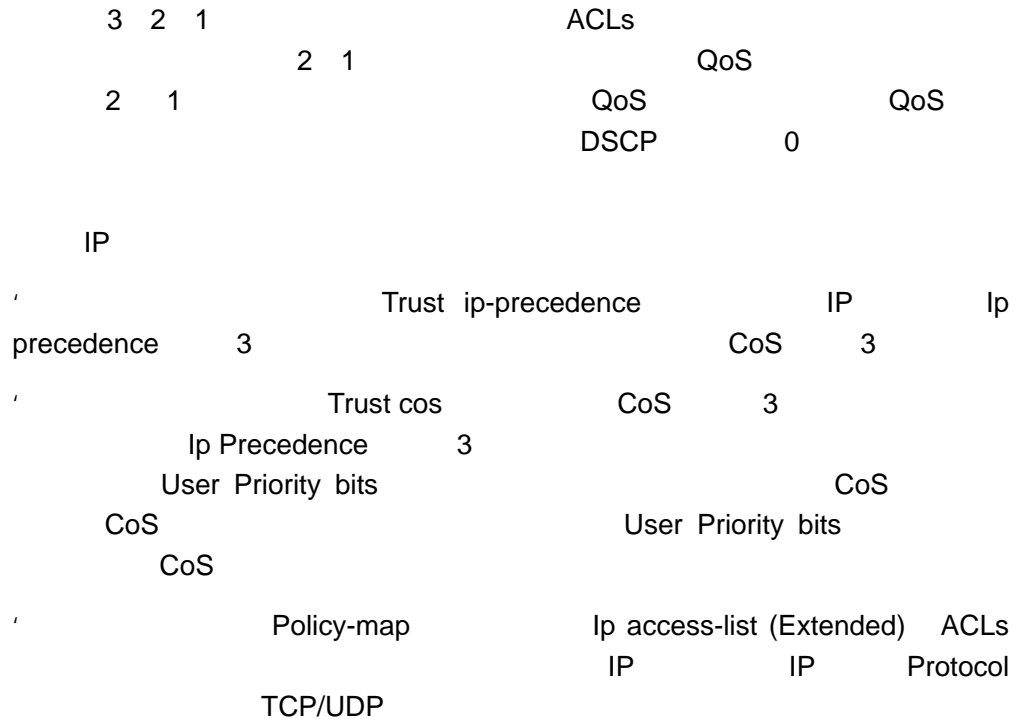 3 2 1 ACLs
2 1 QoS
2 1 QoS QoS
DSCP 0
IP
' Trust ip-precedence IP Ip
precedence 3 CoS 3
' Trust cos CoS 3
Ip Precedence 3
User Priority bits CoS
CoS User Priority bits
CoS
' Policy-map Ip access-list (Extended) ACLs
IP IP Protocol
TCP/UDP